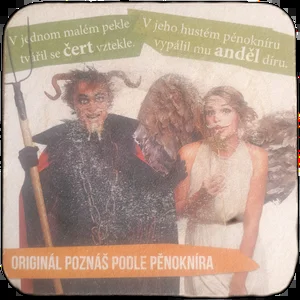 V jednom malém pekle
tvářil se čert vztekle.
V jeho hustém pěnokníru
vypálil mu anděl díru.
ORIGINÁL POZNÁŠ PODLE PĚNOKNÍRA